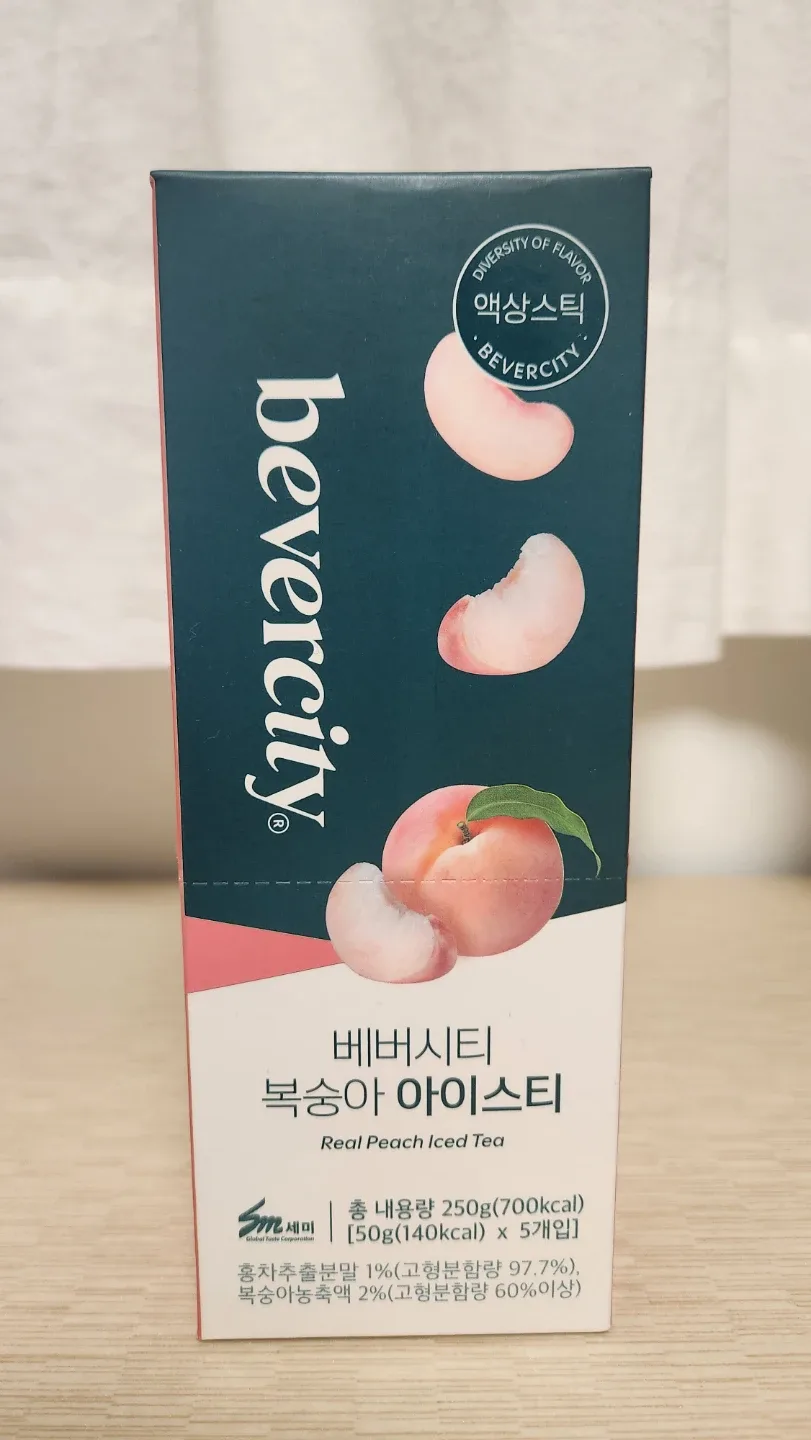 DIVERSITY OF FLAVOR
액상스틱
· BEVERCITY ·
bevercity®
베버시티
복숭아 아이스티
Real Peach Iced Tea
Sm 세미
Global Taste Corporation
총 내용량 250g(700kcal)
[50g(140kcal) x 5개입]
홍차추출분말 1%(고형분함량 97.7%),
복숭아농축액 2%(고형분함량 60%이상)